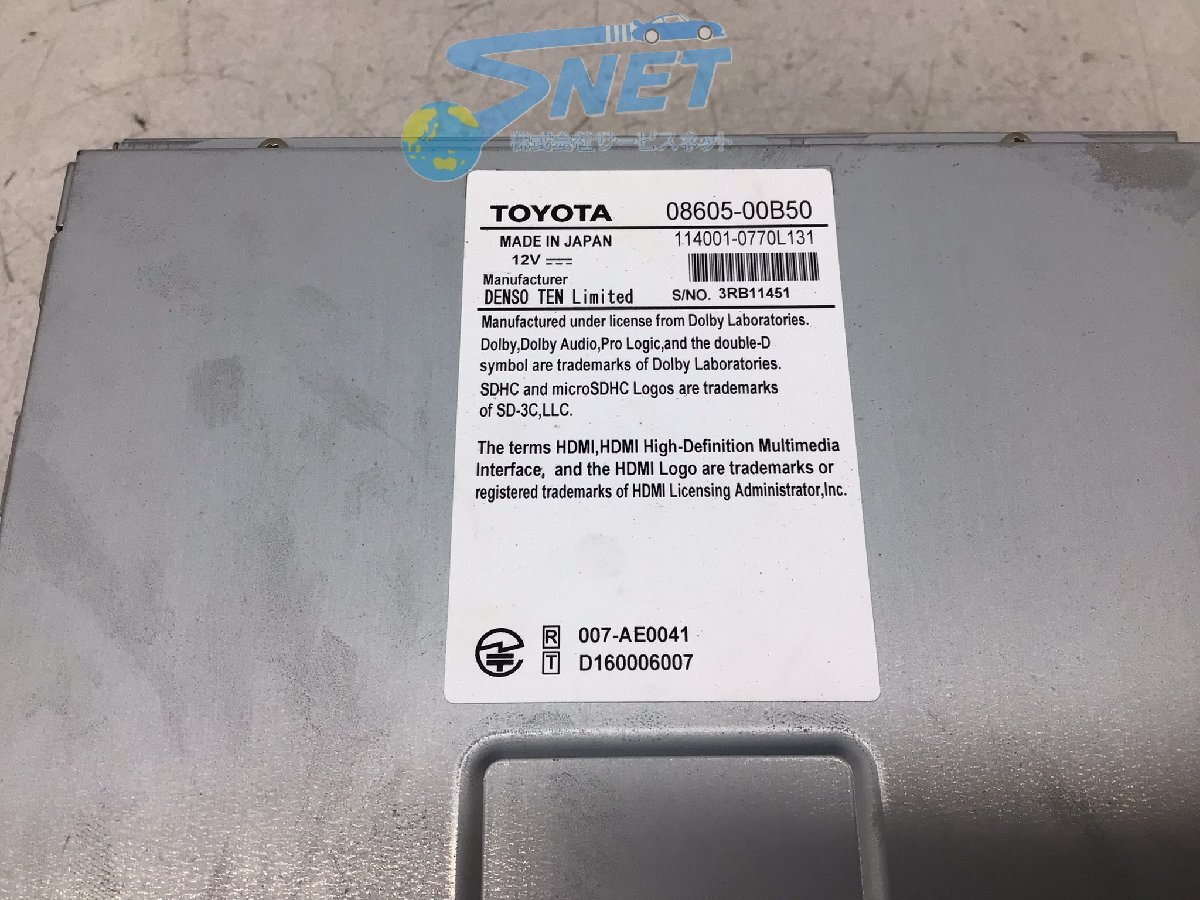 SNET
株式会社サービスネット
TOYOTA 08605-00B50
MADE IN JAPAN 114001-0770L131
12V
Manufacturer
DENSO TEN Limited S/NO. 3RB11451
Manufactured under license from Dolby Laboratories.
Dolby,Dolby Audio,Pro Logic,and the double-D
symbol are trademarks of Dolby Laboratories.
SDHC and microSDHC Logos are trademarks
of SD-3C,LLC.
The terms HDMI,HDMI High-Definition Multimedia
Interface, and the HDMI Logo are trademarks or
registered trademarks of HDMI Licensing Administrator,Inc.
R 007-AE0041
T D160006007